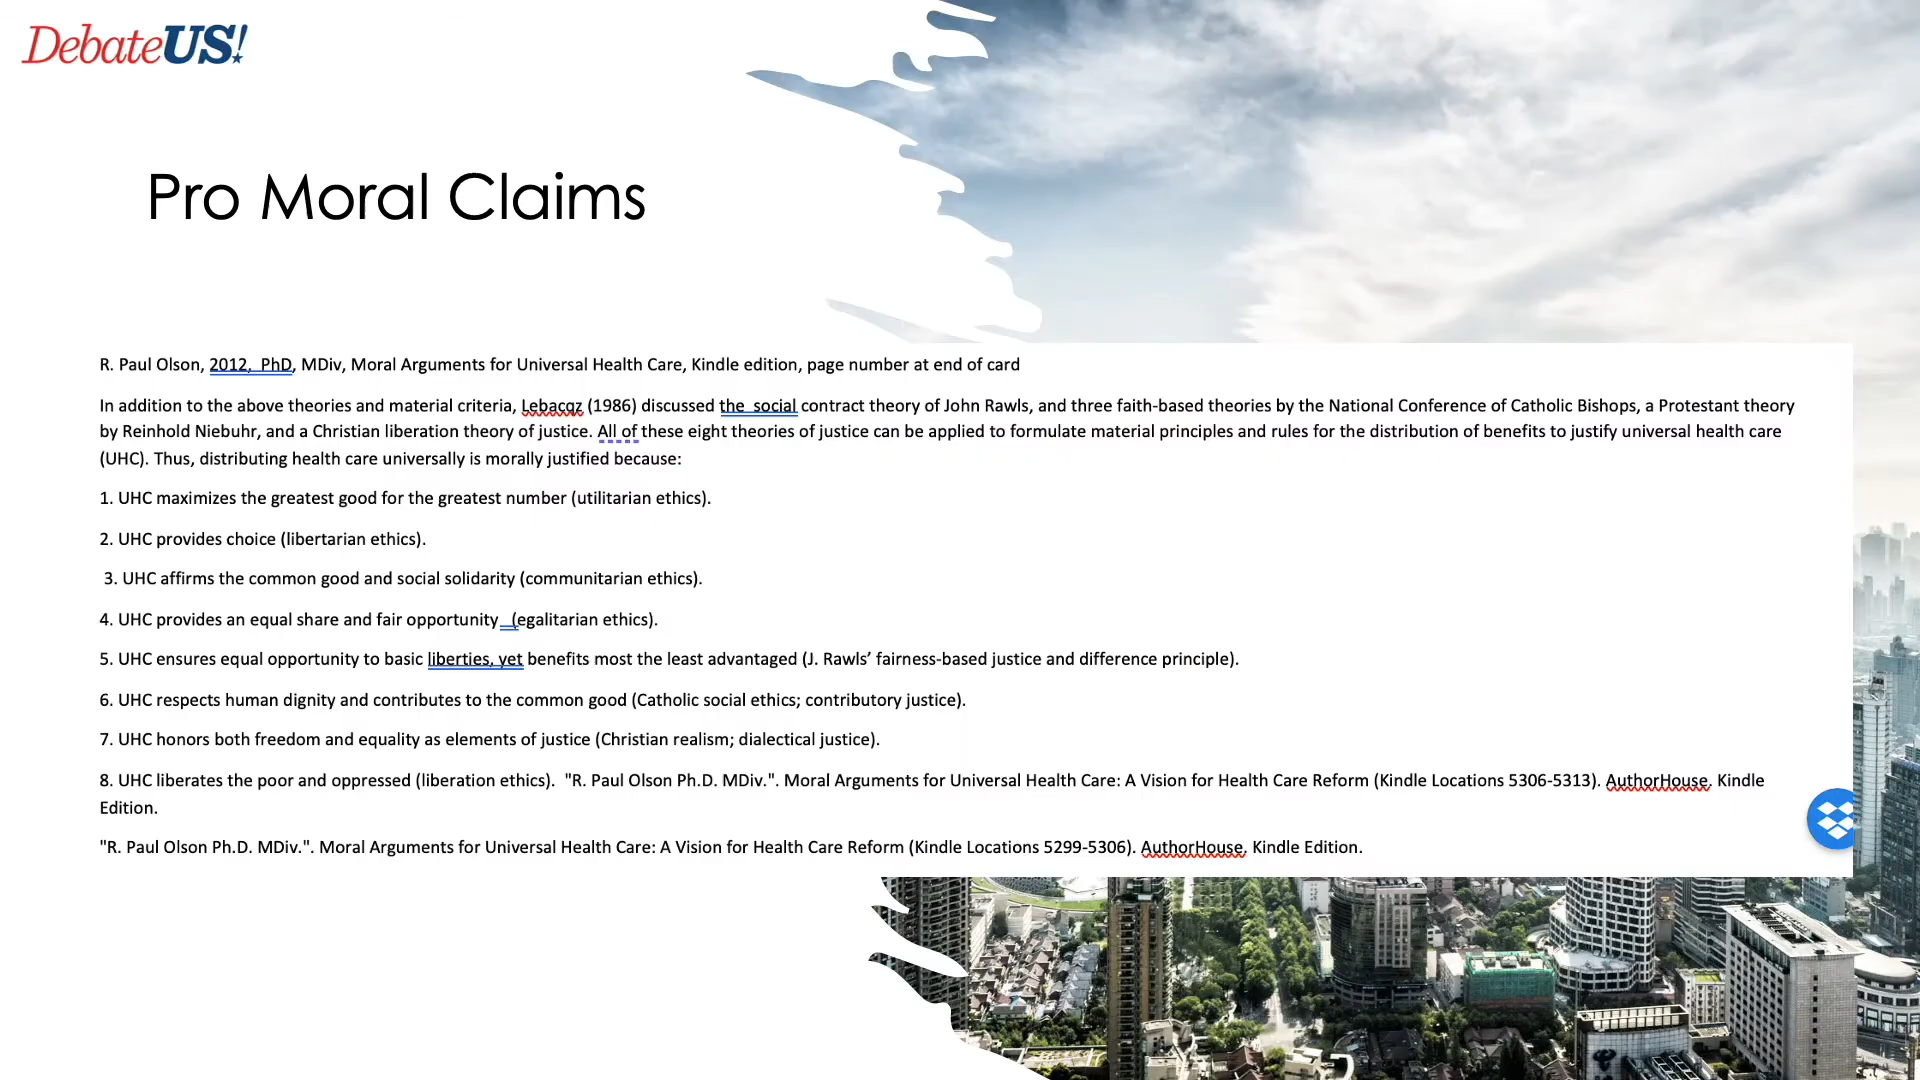 DebateUS!
Pro Moral Claims
R. Paul Olson, 2012,  PhD, MDiv, Moral Arguments for Universal Health Care, Kindle edition, page number at end of card
In addition to the above theories and material criteria, Lebacqz (1986) discussed the  social contract theory of John Rawls, and three faith-based theories by the National Conference of Catholic Bishops, a Protestant theory
by Reinhold Niebuhr, and a Christian liberation theory of justice. All of these eight theories of justice can be applied to formulate material principles and rules for the distribution of benefits to justify universal health care
(UHC). Thus, distributing health care universally is morally justified because:
1. UHC maximizes the greatest good for the greatest number (utilitarian ethics).
2. UHC provides choice (libertarian ethics).
3. UHC affirms the common good and social solidarity (communitarian ethics).
4. UHC provides an equal share and fair opportunity  (egalitarian ethics).
5. UHC ensures equal opportunity to basic liberties, yet benefits most the least advantaged (J. Rawls’ fairness-based justice and difference principle).
6. UHC respects human dignity and contributes to the common good (Catholic social ethics; contributory justice).
7. UHC honors both freedom and equality as elements of justice (Christian realism; dialectical justice).
8. UHC liberates the poor and oppressed (liberation ethics).  "R. Paul Olson Ph.D. MDiv.". Moral Arguments for Universal Health Care: A Vision for Health Care Reform (Kindle Locations 5306-5313). AuthorHouse. Kindle
Edition.
"R. Paul Olson Ph.D. MDiv.". Moral Arguments for Universal Health Care: A Vision for Health Care Reform (Kindle Locations 5299-5306). AuthorHouse. Kindle Edition.